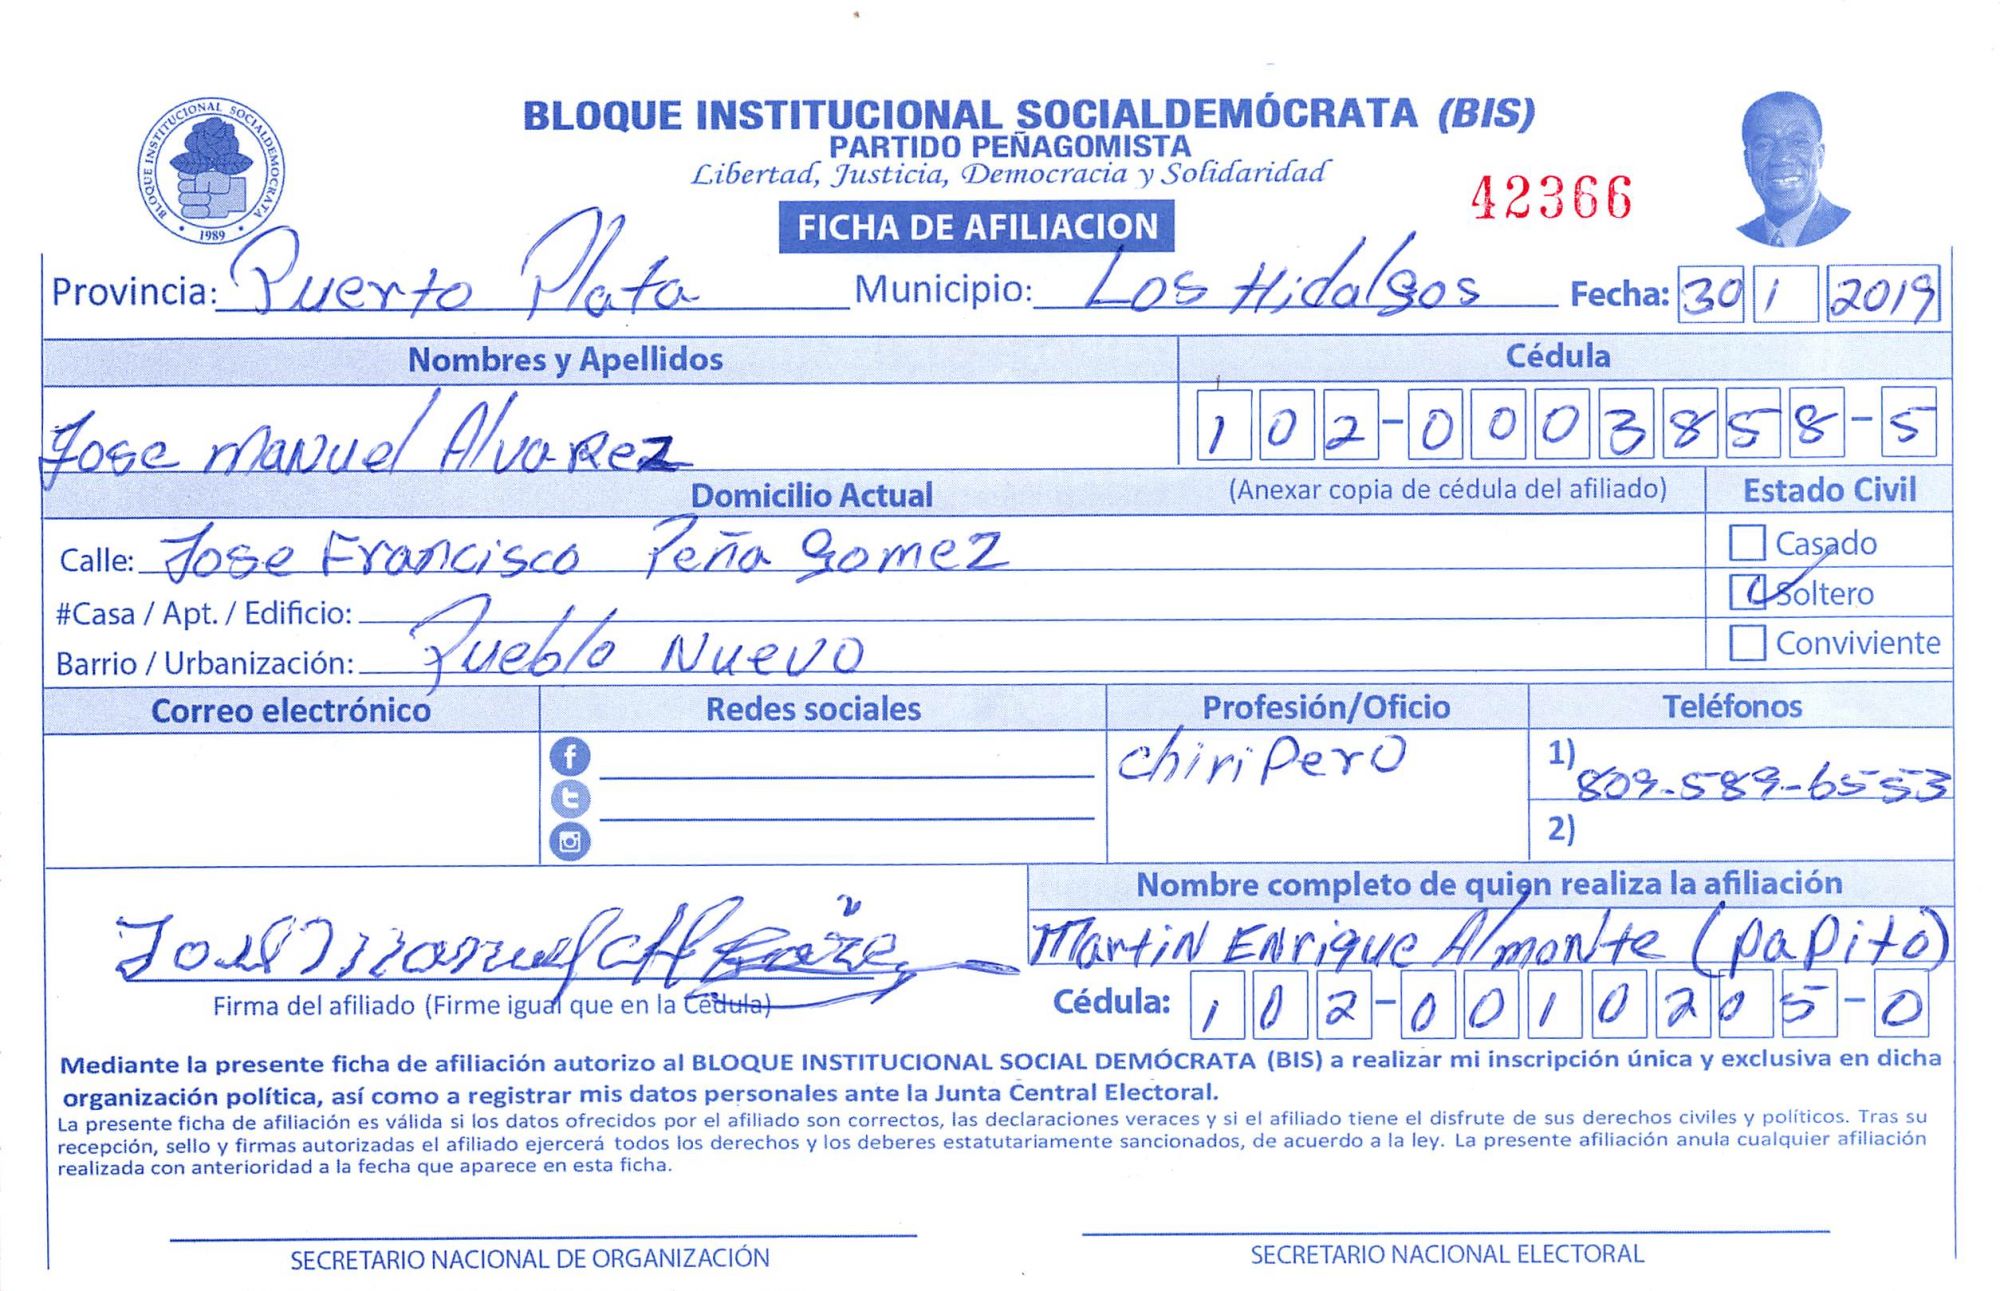 BLOQUE INSTITUCIONAL SOCIALDEMOCRATA
1989
BLOQUE INSTITUCIONAL SOCIALDEMÓCRATA (BIS)
PARTIDO PEÑAGOMISTA
Libertad, Justicia, Democracia y Solidaridad
42366
FICHA DE AFILIACION
Provincia: Puerto Plata Municipio: Los Hidalgos Fecha: 30 1 2019
Nombres y Apellidos Cédula
Jose Manuel Alvarez 102-0003858-5
Domicilio Actual (Anexar copia de cédula del afiliado) Estado Civil
Calle: Jose Francisco Peña Gomez Casado
#Casa / Apt. / Edificio: Soltero
Barrio / Urbanización: Pueblo Nuevo Conviviente
Correo electrónico Redes sociales Profesión/Oficio Teléfonos
chiripero 1) 809-589-6553
2)
Nombre completo de quien realiza la afiliación
Jose Manuel Martin Enrique Almonte (papito)
Firma del afiliado (Firme igual que en la Cédula) Cédula: 102-0010205-0
Mediante la presente ficha de afiliación autorizo al BLOQUE INSTITUCIONAL SOCIAL DEMÓCRATA (BIS) a realizar mi inscripción única y exclusiva en dicha
organización política, así como a registrar mis datos personales ante la Junta Central Electoral.
La presente ficha de afiliación es válida si los datos ofrecidos por el afiliado son correctos, las declaraciones veraces y si el afiliado tiene el disfrute de sus derechos civiles y políticos. Tras su
recepción, sello y firmas autorizadas el afiliado ejercerá todos los derechos y los deberes estatutariamente sancionados, de acuerdo a la ley. La presente afiliación anula cualquier afiliación
realizada con anterioridad a la fecha que aparece en esta ficha.
SECRETARIO NACIONAL DE ORGANIZACIÓN SECRETARIO NACIONAL ELECTORAL